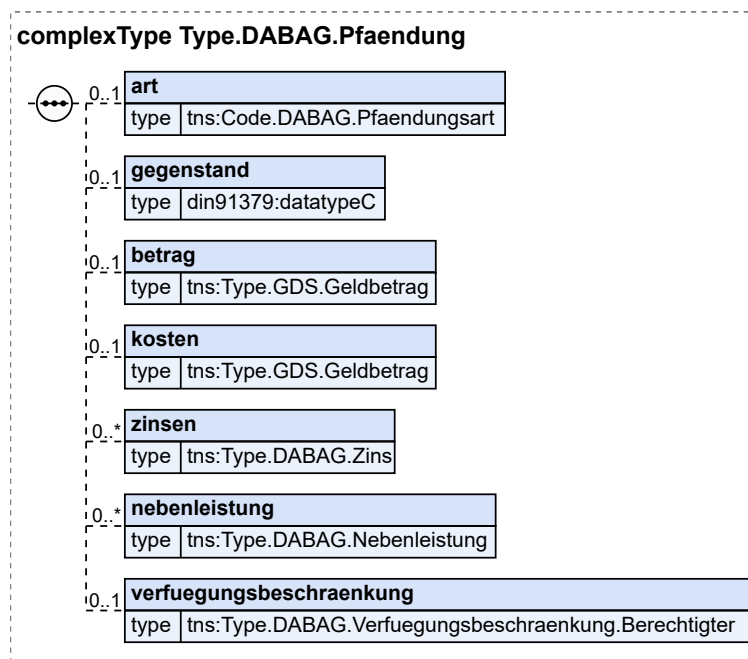 complexType Type.DABAG.Pfaendung
0..1 art
type tns:Code.DABAG.Pfaendungsart
0..1 gegenstand
type din91379:datatypeC
0..1 betrag
type tns:Type.GDS.Geldbetrag
0..1 kosten
type tns:Type.GDS.Geldbetrag
0..* zinsen
type tns:Type.DABAG.Zins
0..* nebenleistung
type tns:Type.DABAG.Nebenleistung
0..1 verfuegungsbeschraenkung
type tns:Type.DABAG.Verfuegungsbeschraenkung.Berechtigter